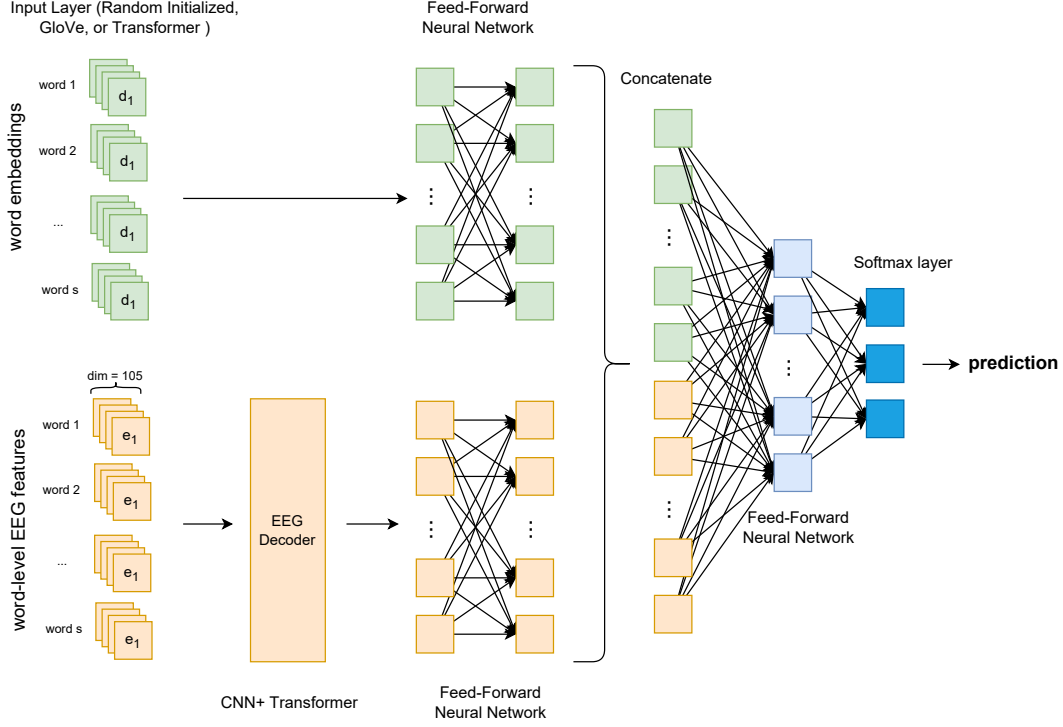 Input Layer (Random Initialized,
GloVe, or Transformer )
word embeddings
word 1
d1
word 2
d1
...
d1
word s
d1
Feed-Forward
Neural Network
...
...
Concatenate
...
...
Softmax layer
...
prediction
Feed-Forward
Neural Network
word-level EEG features
dim = 105
word 1
e1
word 2
e1
...
e1
word s
e1
EEG
Decoder
CNN+ Transformer
...
...
Feed-Forward
Neural Network